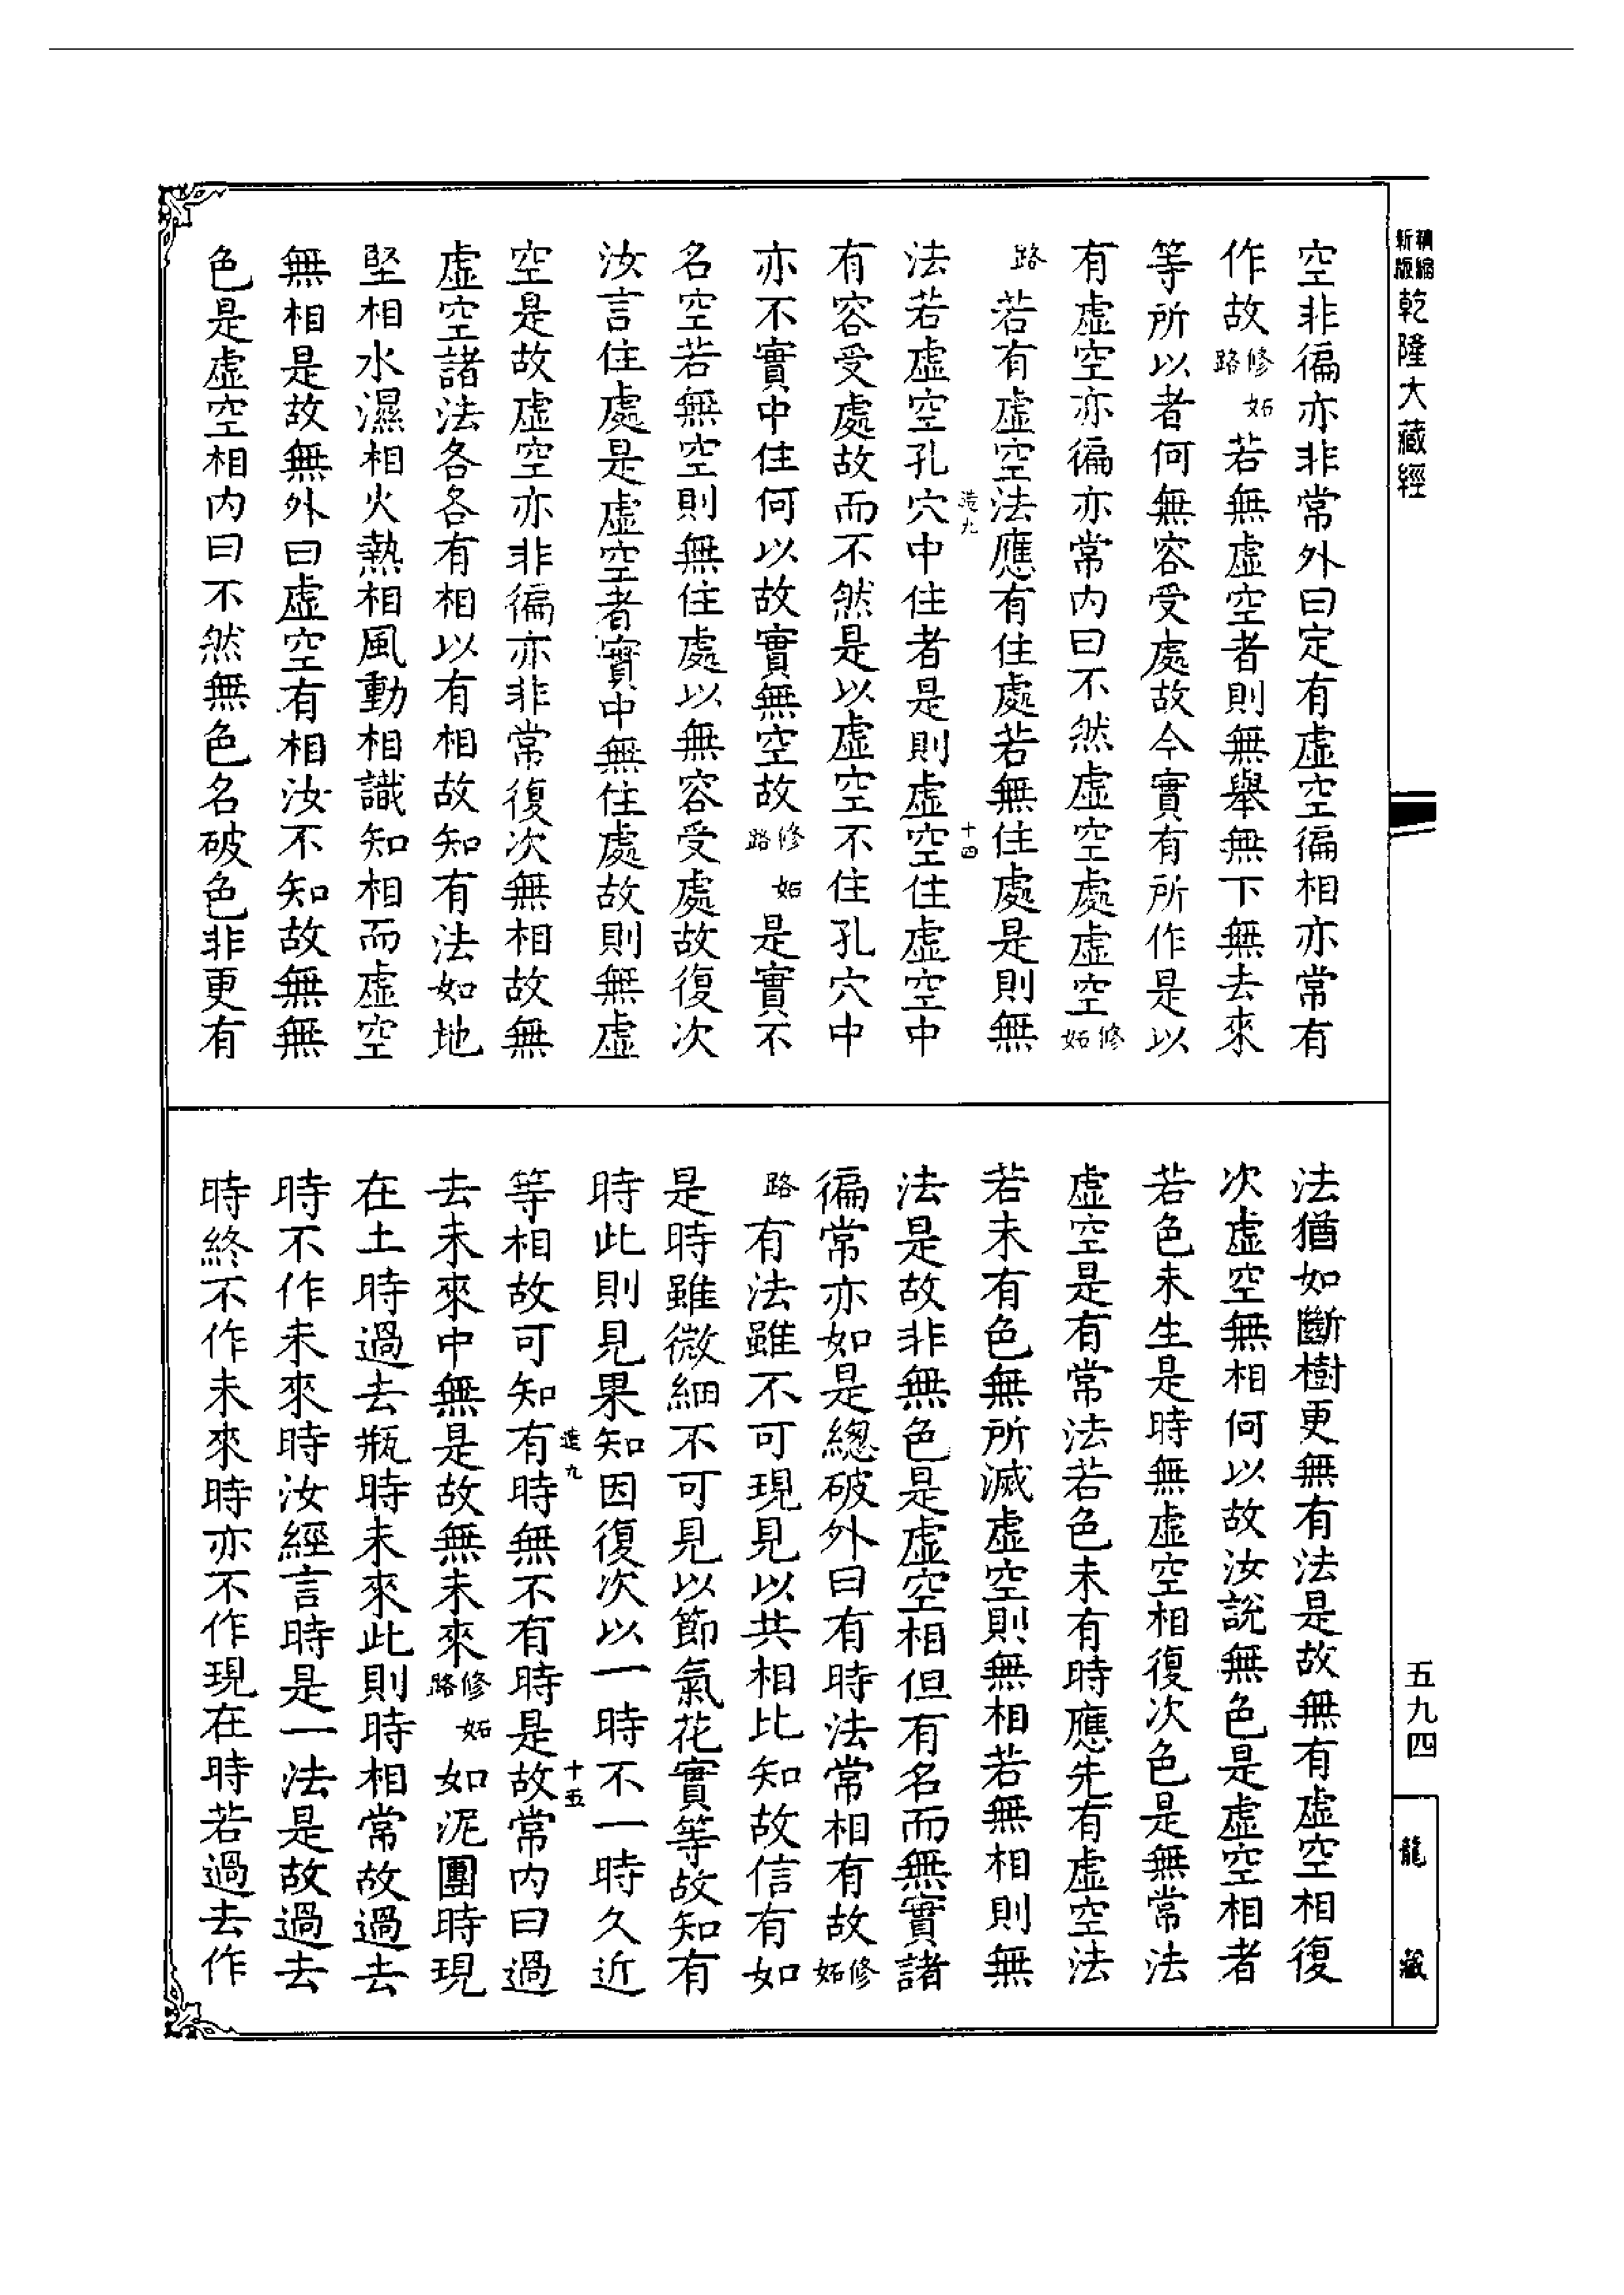 精縮新版乾隆大藏經
空非徧亦非常外曰定有虛空徧相亦常有
作故修妬路若無虛空者則無舉無下無去來
等所以者何無容受處故今實有所作是以
有虛空亦徧亦常內曰不然虛空處虛空修妬
路若有虛空法應有住處若無住處是則無
造九 十四
法若虛空孔穴中住者是則虛空住虛空中
有容受處故而不然是以虛空不住孔穴中
亦不實中住何以故實無空故修妬路是實不
名空若無空則無住處以無容受處故復次
汝言住處是虛空者實中無住處故則無虛
空是故虛空亦非徧亦非常復次無相故無
虛空諸法各各有相以有相故知有法如地
堅相水濕相火熱相風動相識知相而虛空
無相是故無外曰虛空有相汝不知故無無
色是虛空相內曰不然無色名破色非更有
法猶如斷樹更無有法是故無有虛空相復
次虛空無相何以故汝說無色是虛空相者
若色未生是時無虛空相復次色是無常法
虛空是有常法若色未有時應先有虛空法
若未有色無所滅虛空則無相若無相則無
法是故非無色是虛空相但有名而無實諸
徧常亦如是總破外曰有時法常相有故修妬
路有法雖不可現見以共相比知故信有如
是時雖微細不可見以節氣花實等故知有
時此則見果知因復次以一時不一時久近
造九 十五
等相故可知有時無不有時是故常內曰過
去未來中無是故無未來修妬路如泥團時現
在土時過去瓶時未來此則時相常故過去
時不作未來時汝經言時是一法是故過去
時終不作未來時亦不作現在時若過去作
五九四
龍藏